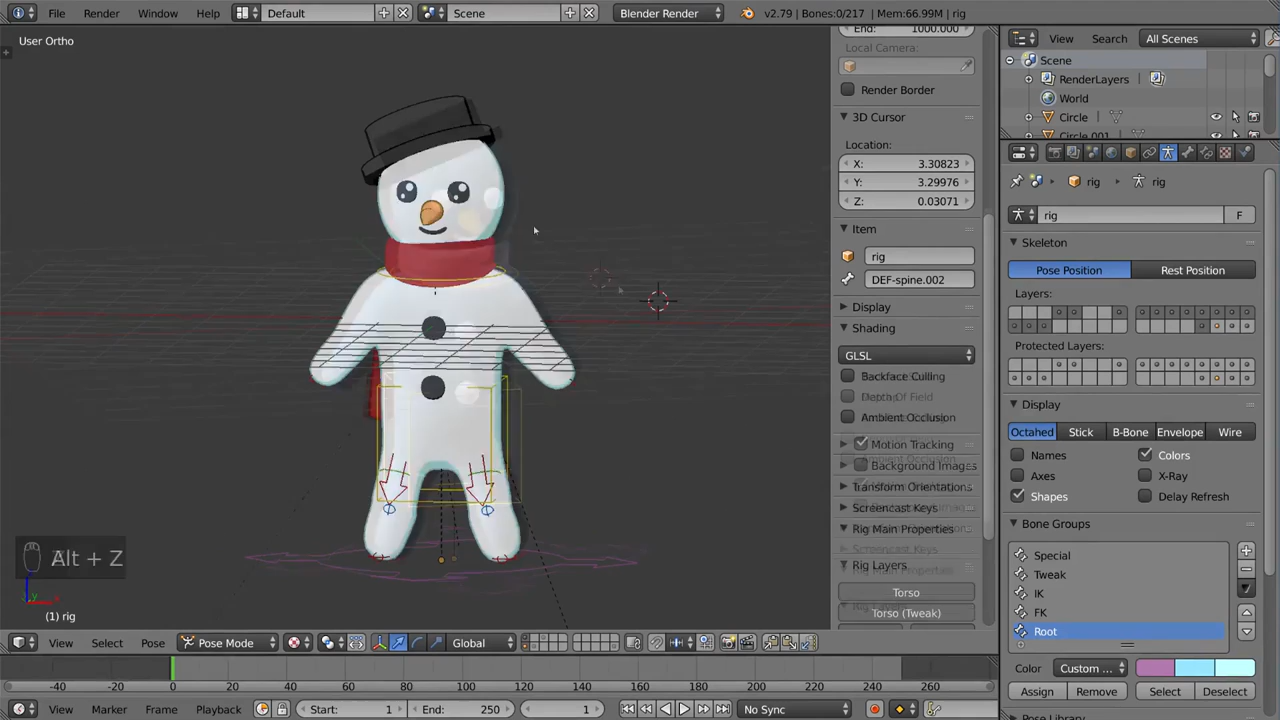 File Render Window Help Default Scene Blender Render v2.79 | Bones:0/217 | Mem:66.99M | rig
User Ortho
End: 1000.000
Local Camera:
Render Border
3D Cursor
Location:
X: 3.30823
Y: 3.29976
Z: 0.03071
Item
rig
DEF-spine.002
Display
Shading
GLSL
Backface Culling
Depth Of Field
Ambient Occlusion
Motion Tracking
Background Images
Transform Orientations
Screencast Keys
Rig Main Properties
Rig Layers
Torso
Torso (Tweak)
View Search All Scenes
Scene
RenderLayers
World
Circle
Circle.001
rig rig
rig F
Skeleton
Pose Position Rest Position
Layers:
Protected Layers:
Display
Octahed Stick B-Bone Envelope Wire
Names Colors
Axes X-Ray
Shapes Delay Refresh
Bone Groups
Special
Tweak
IK
FK
Root
Color Custom ...
Assign Remove Select Deselect
Alt + Z
z
y
(1) rig
View Select Pose Pose Mode Global
-40 -20 0 20 40 60 80 100 120 140 160 180 200 220 240 260
View Marker Frame Playback Start: 1 End: 250 1 No Sync